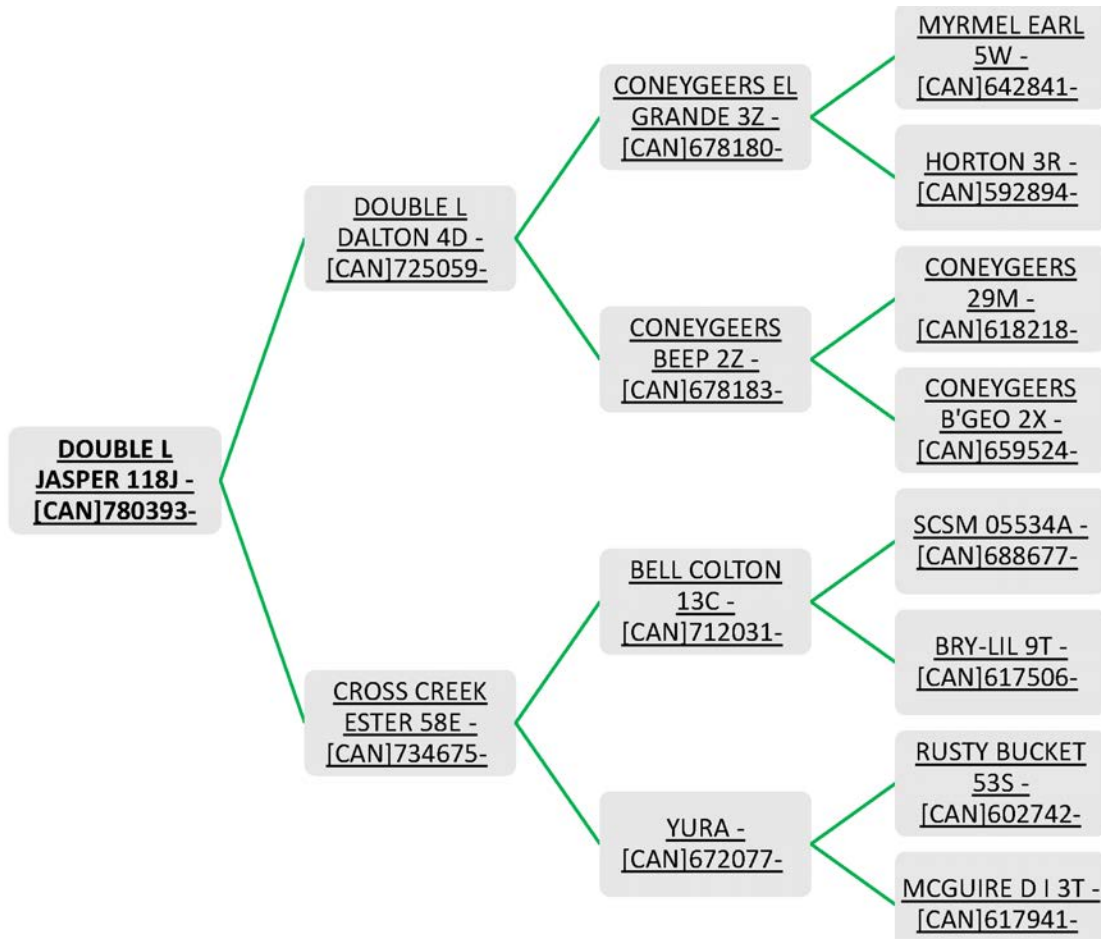 MYRMEL EARL
5W -
[CAN]642841-
CONEYGEERS EL
GRANDE 3Z -
[CAN]678180-
HORTON 3R -
[CAN]592894-
DOUBLE L
DALTON 4D -
[CAN]725059-
CONEYGEERS
29M -
[CAN]618218-
CONEYGEERS
BEEP 2Z -
[CAN]678183-
CONEYGEERS
B'GEO 2X -
[CAN]659524-
DOUBLE L
JASPER 118J -
[CAN]780393-
SCSM 05534A -
[CAN]688677-
BELL COLTON
13C -
[CAN]712031-
BRY-LIL 9T -
[CAN]617506-
CROSS CREEK
ESTER 58E -
[CAN]734675-
RUSTY BUCKET
53S -
[CAN]602742-
YURA -
[CAN]672077-
MCGUIRE D I 3T -
[CAN]617941-